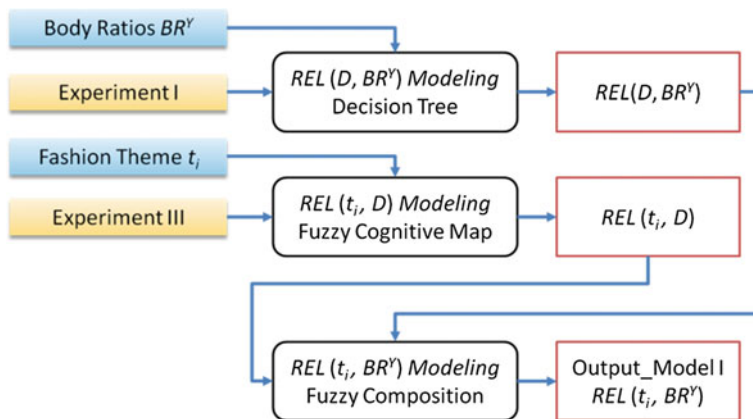 Body Ratios BR^Y
Experiment I
REL (D, BR^Y) Modeling
Decision Tree
REL(D, BR^Y)
Fashion Theme t_i
Experiment III
REL (t_i, D) Modeling
Fuzzy Cognitive Map
REL (t_i, D)
REL (t_i, BR^Y) Modeling
Fuzzy Composition
Output_Model I
REL (t_i, BR^Y)